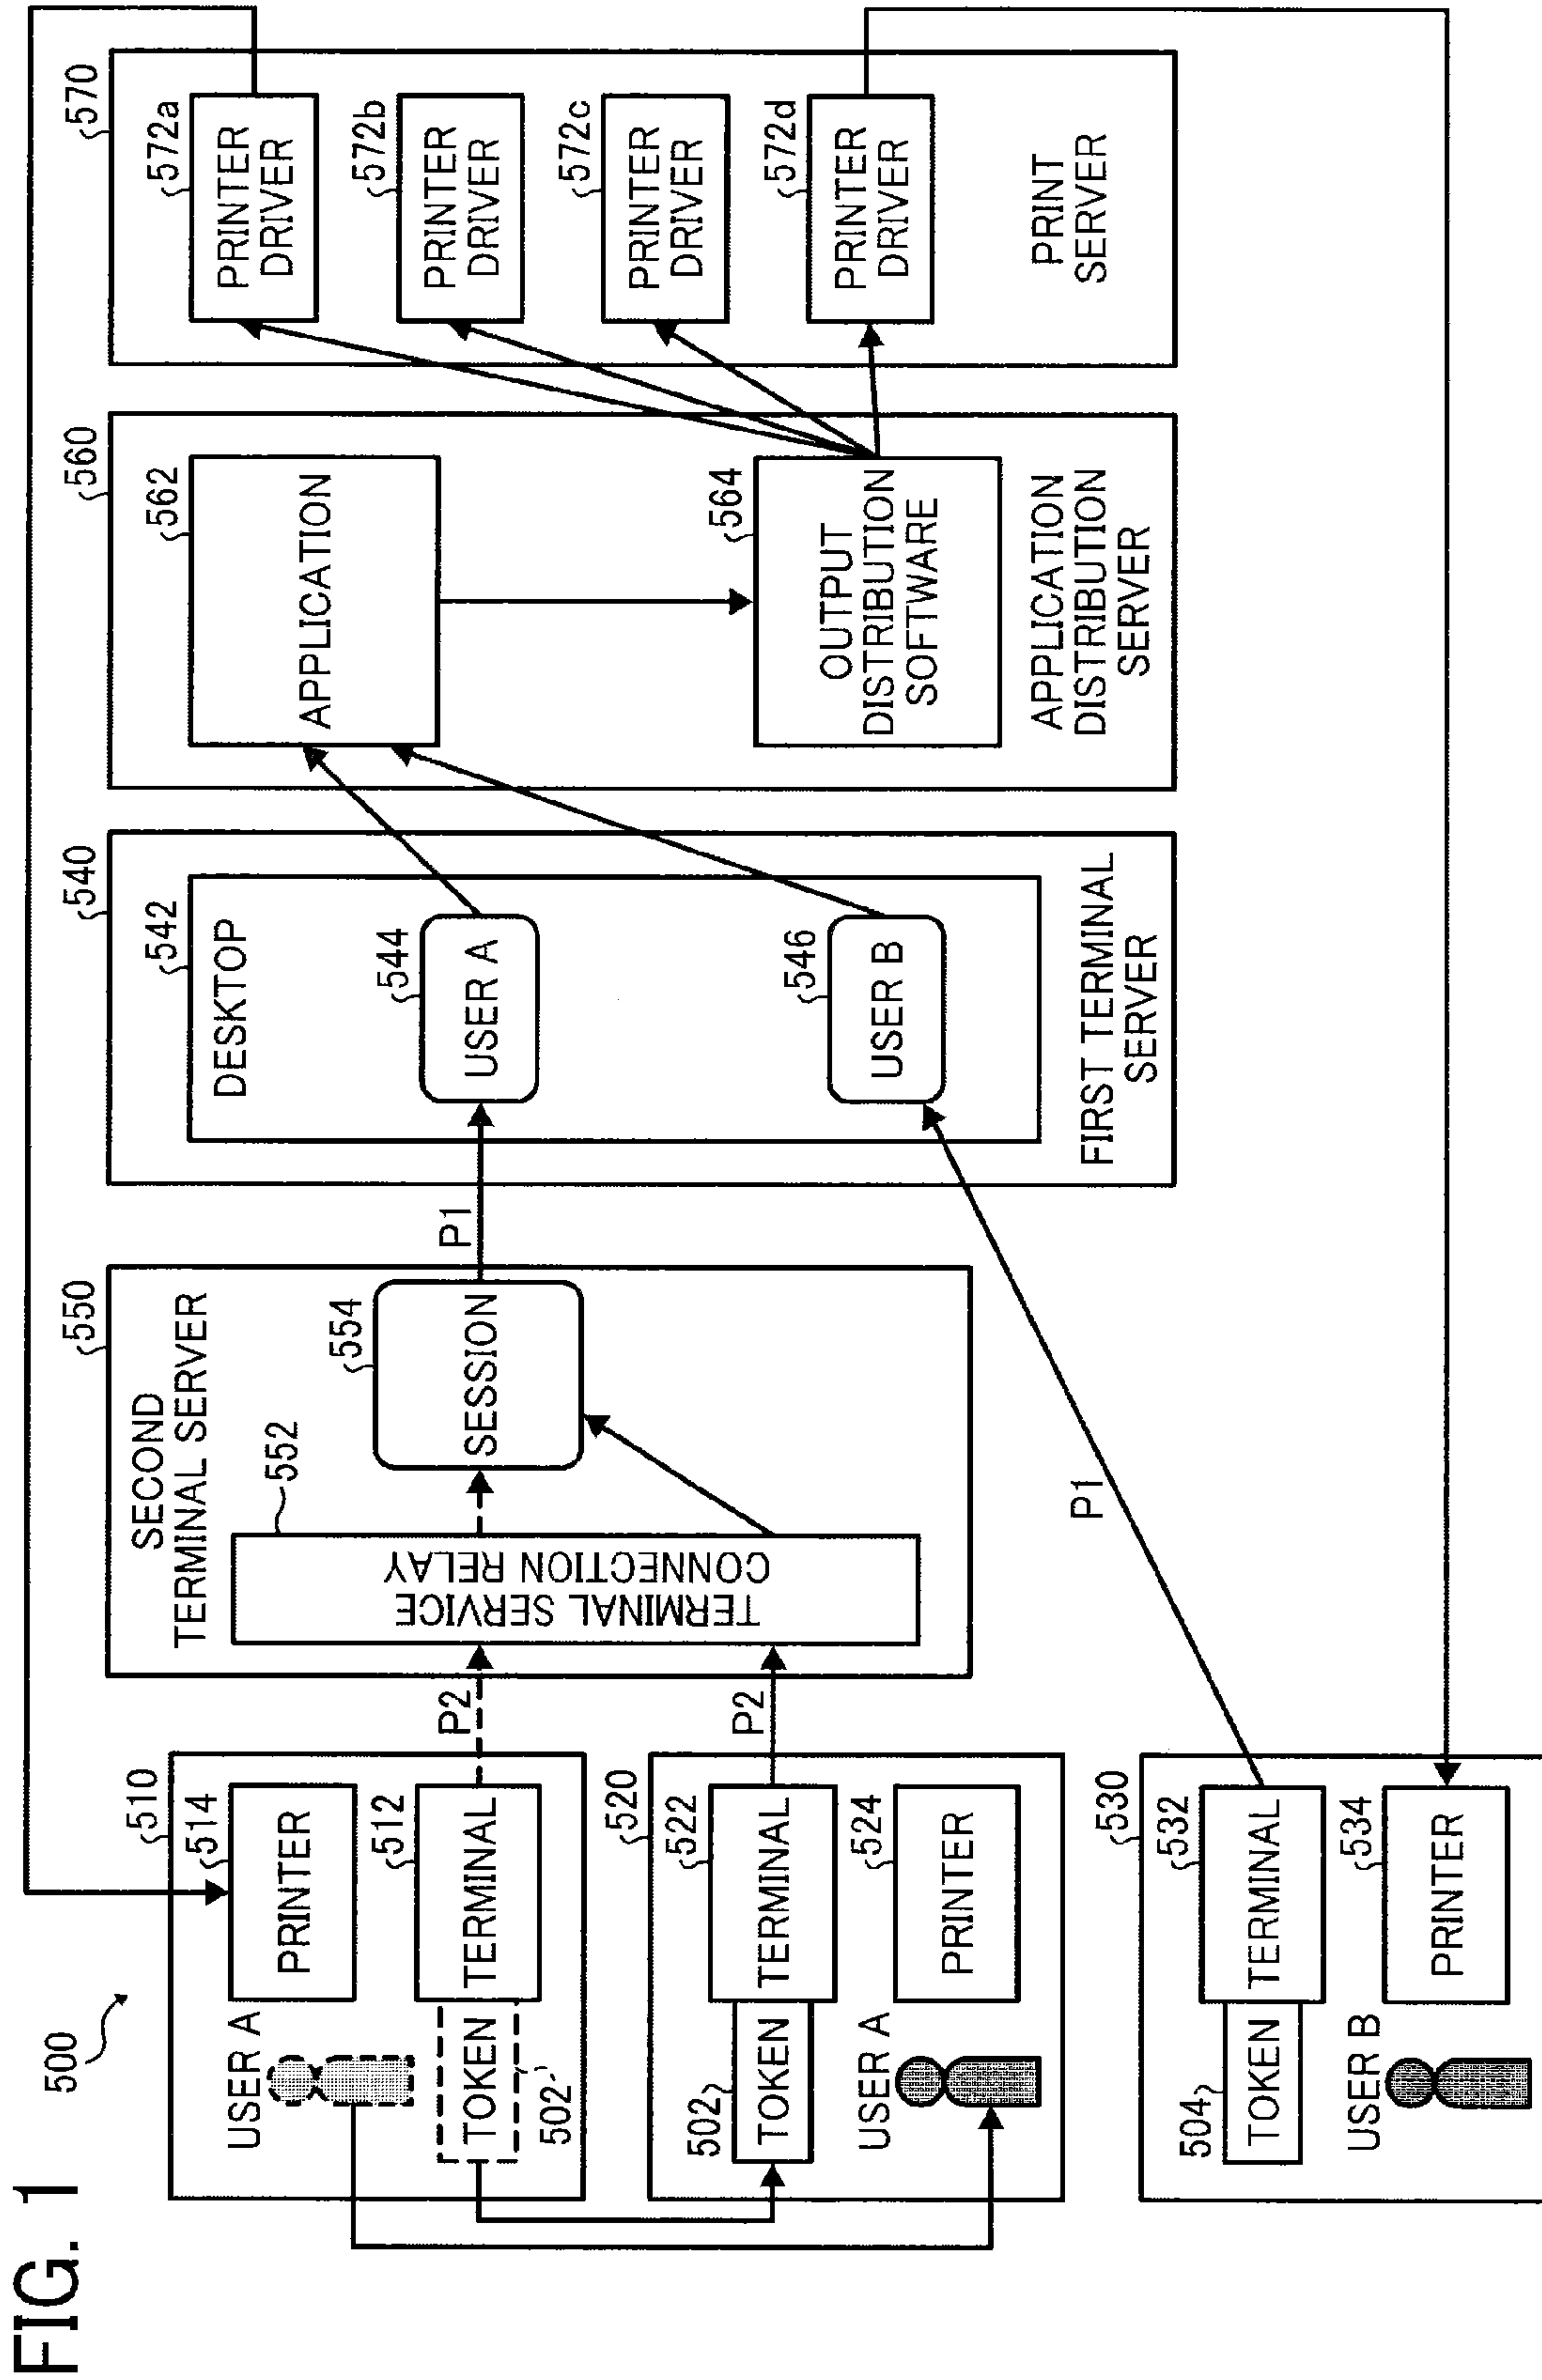 FIG. 1
500
510
USER A
514
PRINTER
512
TOKEN
TERMINAL
502
P2
520
502
TOKEN
522
TERMINAL
P2
USER A
524
PRINTER
530
504
TOKEN
532
TERMINAL
P1
USER B
534
PRINTER
550
SECOND
TERMINAL SERVER
552
TERMINAL SERVICE
CONNECTION RELAY
554
SESSION
P1
540
542
DESKTOP
544
USER A
546
USER B
FIRST TERMINAL
SERVER
560
562
APPLICATION
564
OUTPUT
DISTRIBUTION
SOFTWARE
APPLICATION
DISTRIBUTION
SERVER
570
572a
PRINTER
DRIVER
572b
PRINTER
DRIVER
572c
PRINTER
DRIVER
572d
PRINTER
DRIVER
PRINT
SERVER